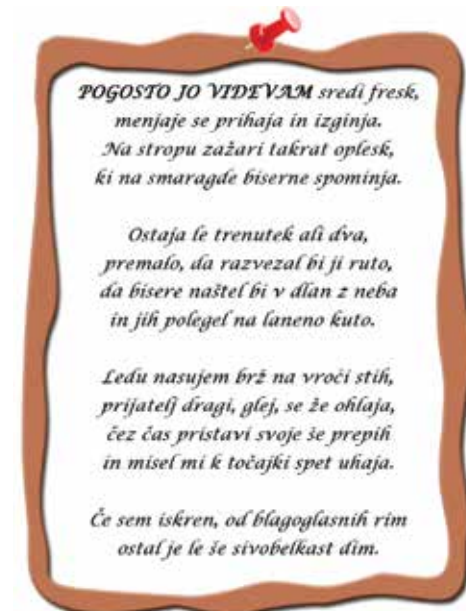 POGOSTO JO VIDEVAM sredi fresk,
menjaje se prihaja in izginja.
Na stropu zažari takrat oplesk,
ki na smaragde biserne spominja.

Ostaja le trenutek ali dva,
premalo, da razvezal bi ji ruto,
da bisere naštel bi v dlan z neba
in jih polegel na laneno kuto.

Ledu nasujem brž na vroči stih,
prijatelj dragi, glej, se že ohlaja,
čez čas pristavi svoje še prepih
in misel mi k točajki spet uhaja.

Če sem iskren, od blagoglasnih rim
ostal je le še sivobelkast dim.